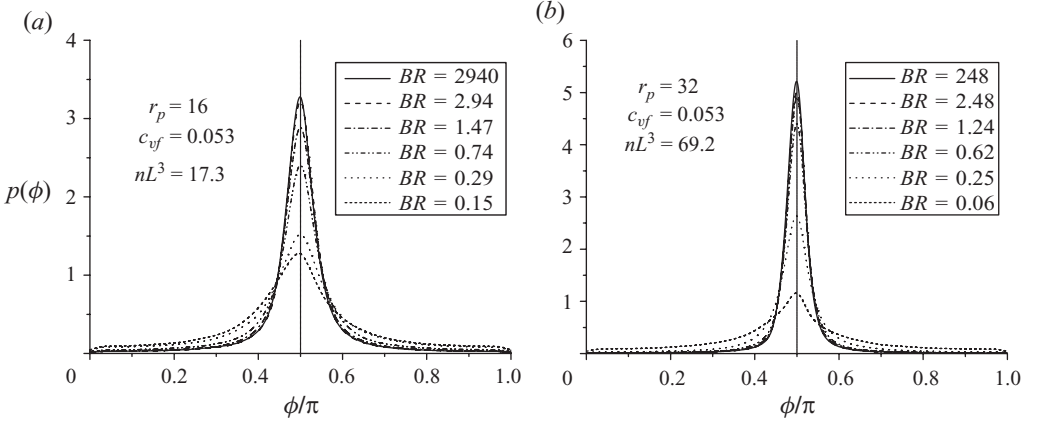 (a)
4
3
2
1
p(ϕ)
r_p = 16
c_vf = 0.053
nL³ = 17.3
BR = 2940
BR = 2.94
BR = 1.47
BR = 0.74
BR = 0.29
BR = 0.15
0 0.2 0.4 0.6 0.8 1.0
ϕ/π
(b)
6
5
4
3
2
1
r_p = 32
c_vf = 0.053
nL³ = 69.2
BR = 248
BR = 2.48
BR = 1.24
BR = 0.62
BR = 0.25
BR = 0.06
0 0.2 0.4 0.6 0.8 1.0
ϕ/π